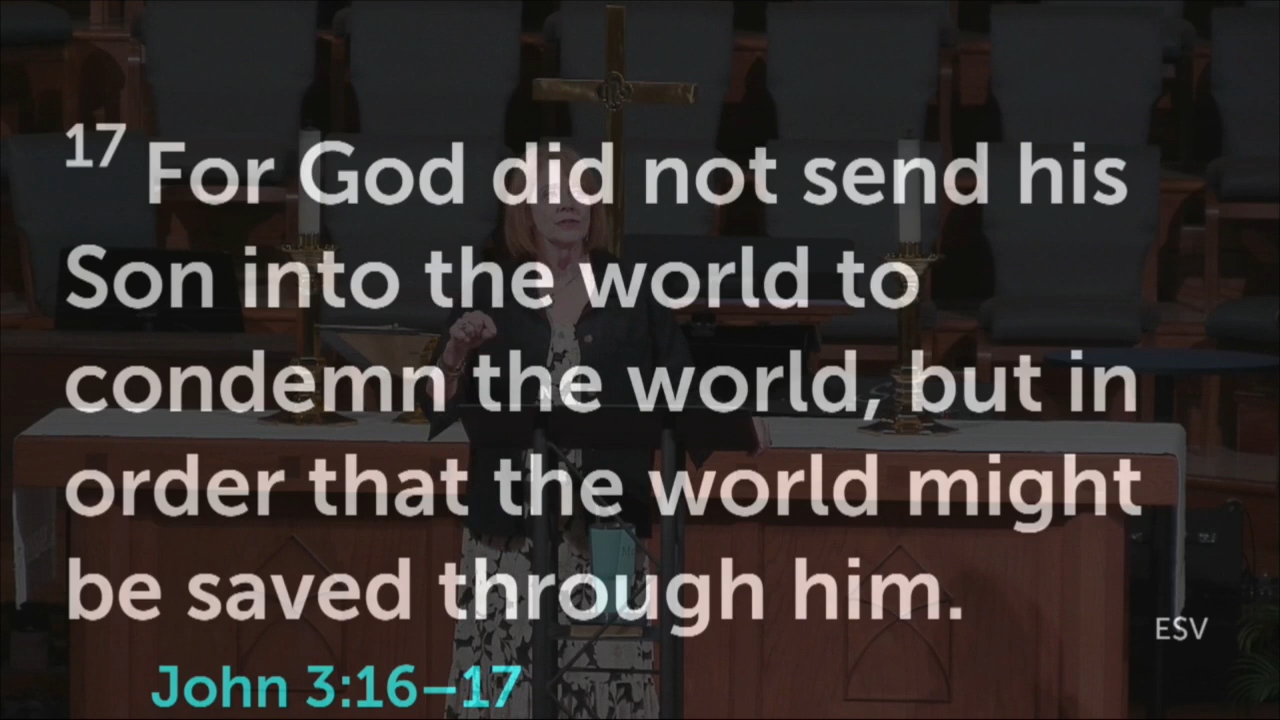 17 For God did not send his
Son into the world to
condemn the world, but in
order that the world might
be saved through him.
ESV
John 3:16–17